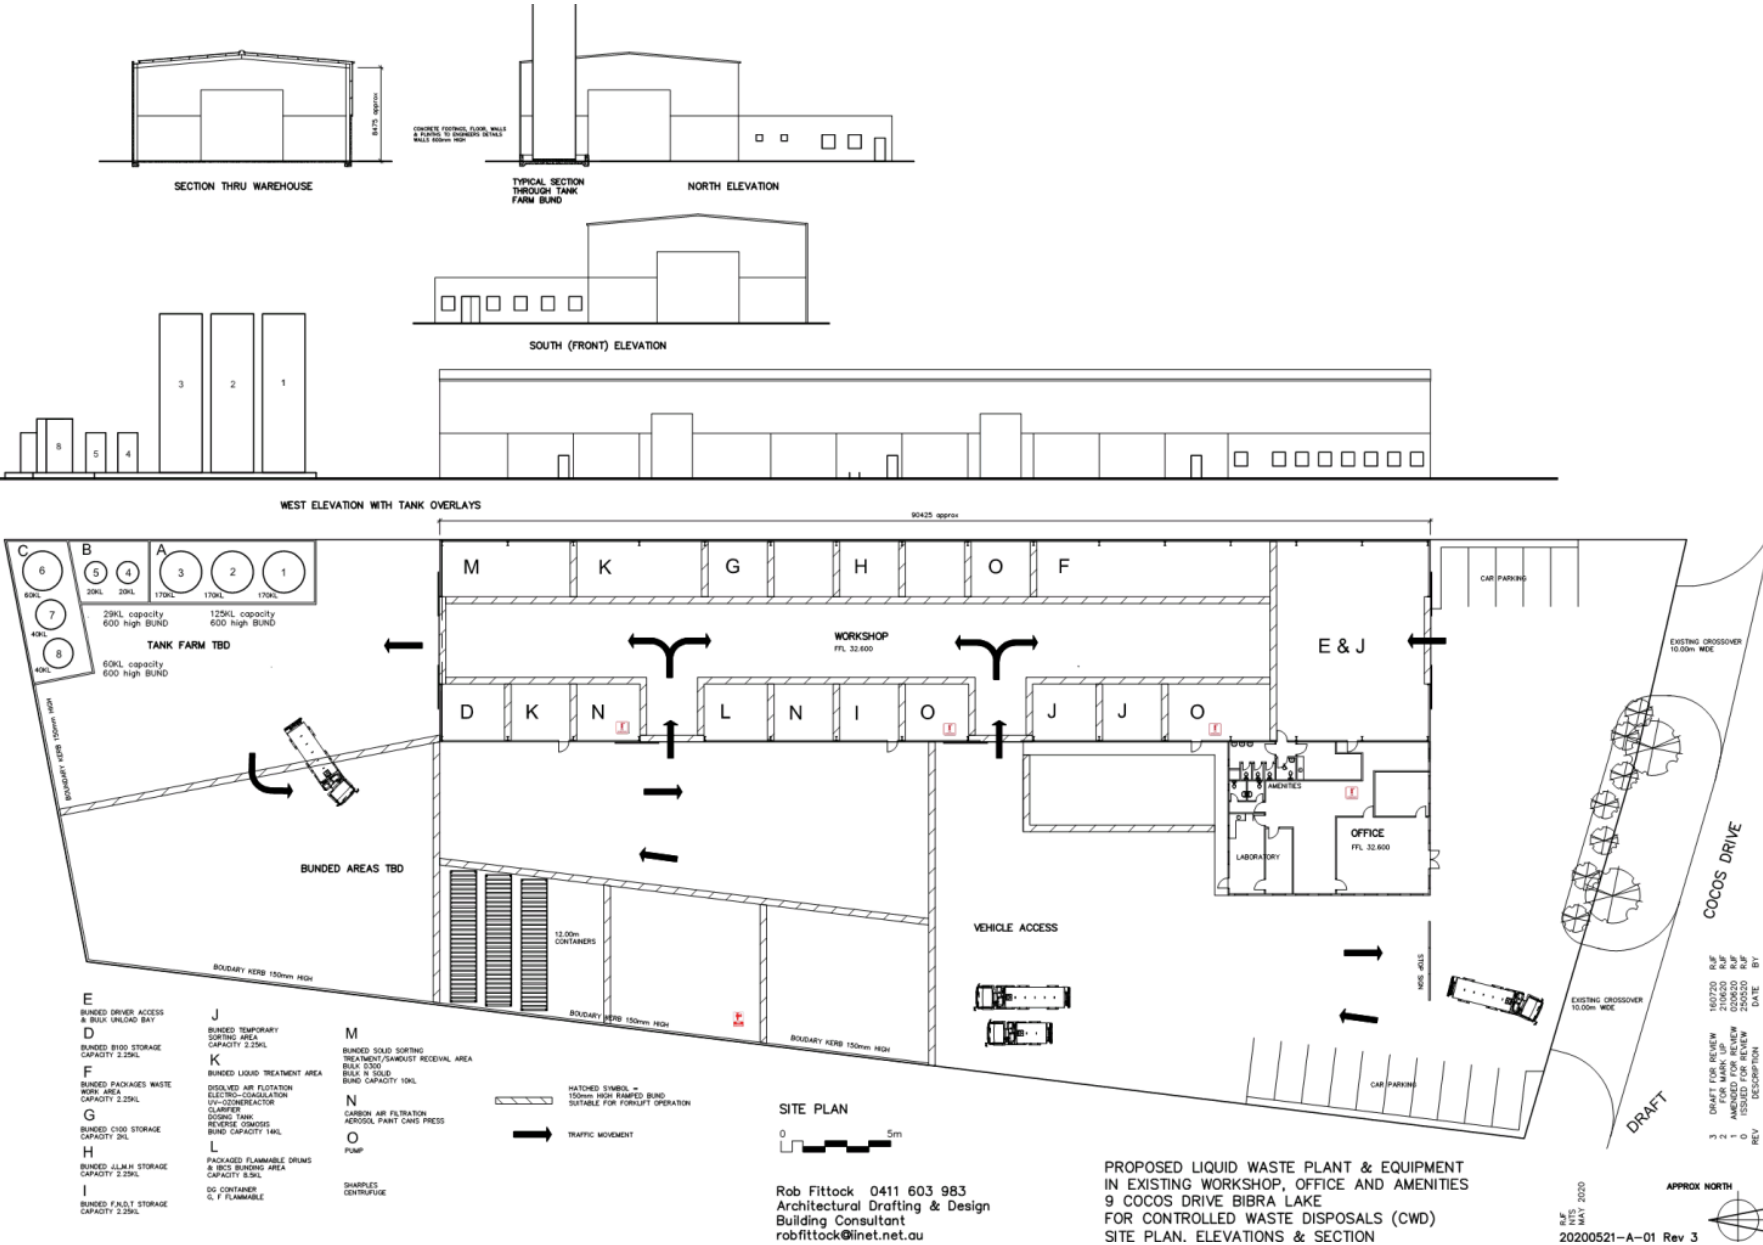 8475 approx
SECTION THRU WAREHOUSE
CONCRETE FOOTINGS, FLOOR, WALLS
& PLINTHS TO ENGINEERS DETAILS
WALLS 600mm HIGH
TYPICAL SECTION
THROUGH TANK
FARM BUND
NORTH ELEVATION
SOUTH (FRONT) ELEVATION
8
5
4
3
2
1
WEST ELEVATION WITH TANK OVERLAYS
90425 approx
C
6
60KL
7
40KL
8
40KL
B
5
4
20KL
20KL
A
3
2
1
170KL
170KL
170KL
29KL capacity
600 high BUND
125KL capacity
600 high BUND
TANK FARM TBD
60KL capacity
600 high BUND
BOUNDARY KERB 150mm HIGH
M
K
G
H
O
F
WORKSHOP
FFL 32.600
E & J
D
K
N
L
N
I
O
J
J
O
CAR PARKING
EXISTING CROSSOVER
10.00m WIDE
AMENITIES
OFFICE
FFL 32.600
LABORATORY
COCOS DRIVE
BUNDED AREAS TBD
12.00m
CONTAINERS
VEHICLE ACCESS
STOP SIGN
EXISTING CROSSOVER
10.00m WIDE
BOUDARY KERB 150mm HIGH
BOUDARY KERB 150mm HIGH
BOUDARY KERB 150mm HIGH
CAR PARKING
DRAFT
E
BUNDED DRIVER ACCESS
& BULK UNLOAD BAY
D
BUNDED B100 STORAGE
CAPACITY 2.25KL
F
BUNDED PACKAGES WASTE
WORK AREA
CAPACITY 2.25KL
G
BUNDED C100 STORAGE
CAPACITY 2KL
H
BUNDED J,L,M,H STORAGE
CAPACITY 2.25KL
I
BUNDED F,N,D,T STORAGE
CAPACITY 2.25KL
J
BUNDED TEMPORARY
SORTING AREA
CAPACITY 2.25KL
K
BUNDED LIQUID TREATMENT AREA
DISOLVED AIR FLOTATION
ELECTRO-COAGULATION
UV-OZONEREACTOR
CLARIFIER
DOSING TANK
REVERSE OSMOSIS
BUND CAPACITY 14KL
L
PACKAGED FLAMMABLE DRUMS
& IBCS BUNDING AREA
CAPACITY 8.5KL
DG CONTAINER
G, F FLAMMABLE
M
BUNDED SOLID SORTING
TREATMENT/SAWDUST RECEIVAL AREA
BULK D300
BULK N SOLID
BUND CAPACITY 10KL
N
CARBON AIR FILTRATION
AEROSOL PAINT CANS PRESS
O
PUMP
SHARPLES
CENTRIFUGE
HATCHED SYMBOL =
150mm HIGH RAMPED BUND
SUITABLE FOR FORKLIFT OPERATION
TRAFFIC MOVEMENT
SITE PLAN
0 5m
Rob Fittock 0411 603 983
Architectural Drafting & Design
Building Consultant
robfittock@iinet.net.au
PROPOSED LIQUID WASTE PLANT & EQUIPMENT
IN EXISTING WORKSHOP, OFFICE AND AMENITIES
9 COCOS DRIVE BIBRA LAKE
FOR CONTROLLED WASTE DISPOSALS (CWD)
SITE PLAN, ELEVATIONS & SECTION
3 DRAFT FOR REVIEW 160720 RJF
2 FOR MARK UP 210620 RJF
1 AMENDED FOR REVIEW 020620 RJF
0 ISSUED FOR REVIEW 250520 RJF
REV DESCRIPTION DATE BY
RJF
NTS
MAY 2020
APPROX NORTH
20200521-A-01 Rev 3